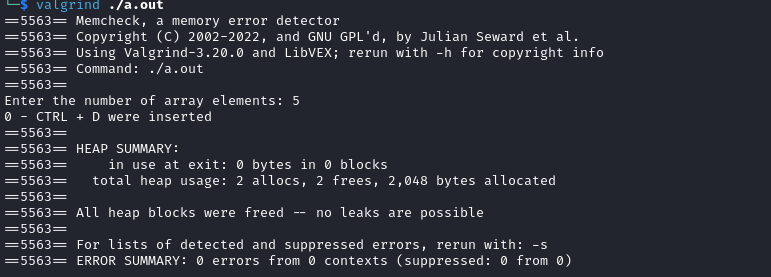 └─$ valgrind ./a.out
==5563== Memcheck, a memory error detector
==5563== Copyright (C) 2002-2022, and GNU GPL'd, by Julian Seward et al.
==5563== Using Valgrind-3.20.0 and LibVEX; rerun with -h for copyright info
==5563== Command: ./a.out
==5563==
Enter the number of array elements: 5
0 - CTRL + D were inserted
==5563==
==5563== HEAP SUMMARY:
==5563==     in use at exit: 0 bytes in 0 blocks
==5563==   total heap usage: 2 allocs, 2 frees, 2,048 bytes allocated
==5563==
==5563== All heap blocks were freed -- no leaks are possible
==5563==
==5563== For lists of detected and suppressed errors, rerun with: -s
==5563== ERROR SUMMARY: 0 errors from 0 contexts (suppressed: 0 from 0)